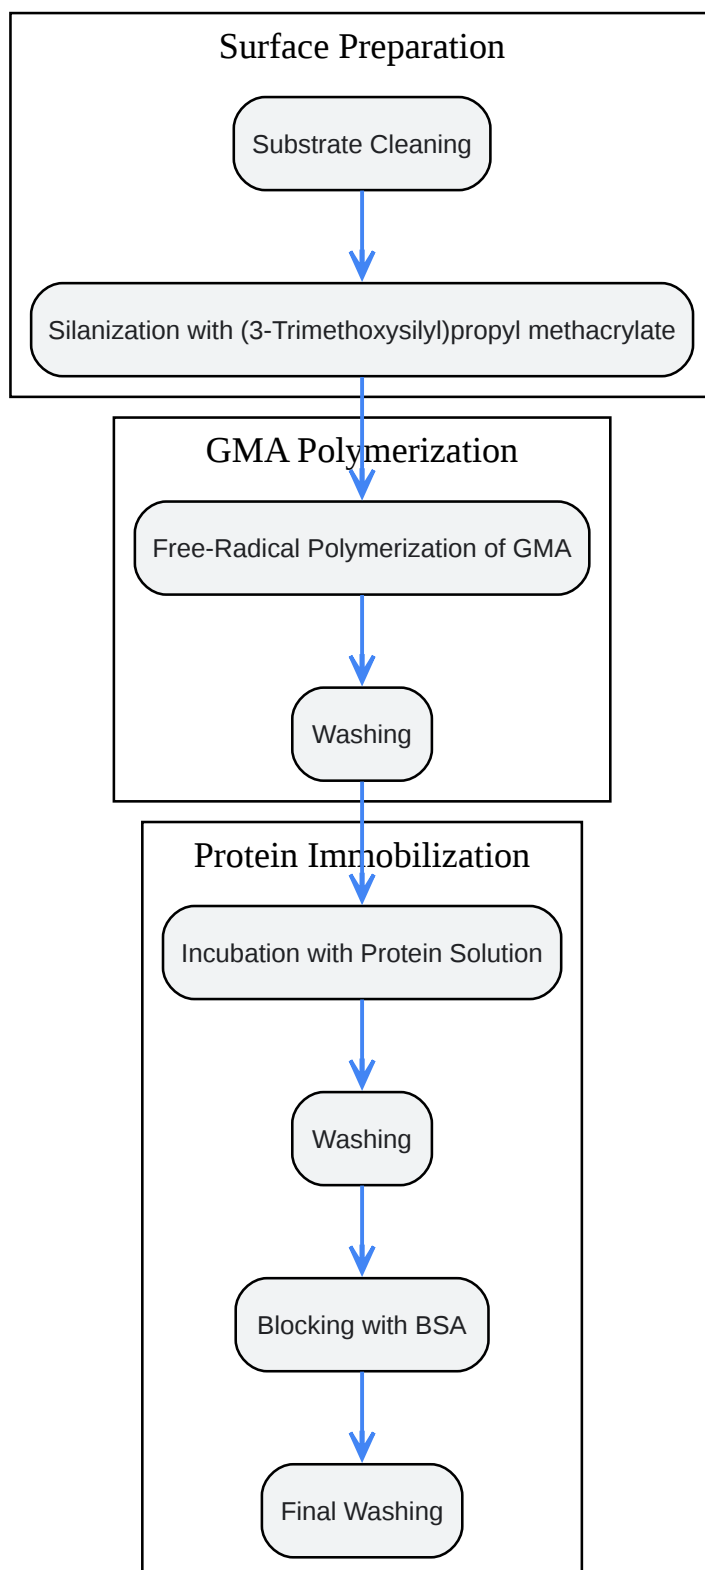 Surface Preparation
Substrate Cleaning
Silanization with (3-Trimethoxysilyl)propyl methacrylate
GMA Polymerization
Free-Radical Polymerization of GMA
Washing
Protein Immobilization
Incubation with Protein Solution
Washing
Blocking with BSA
Final Washing